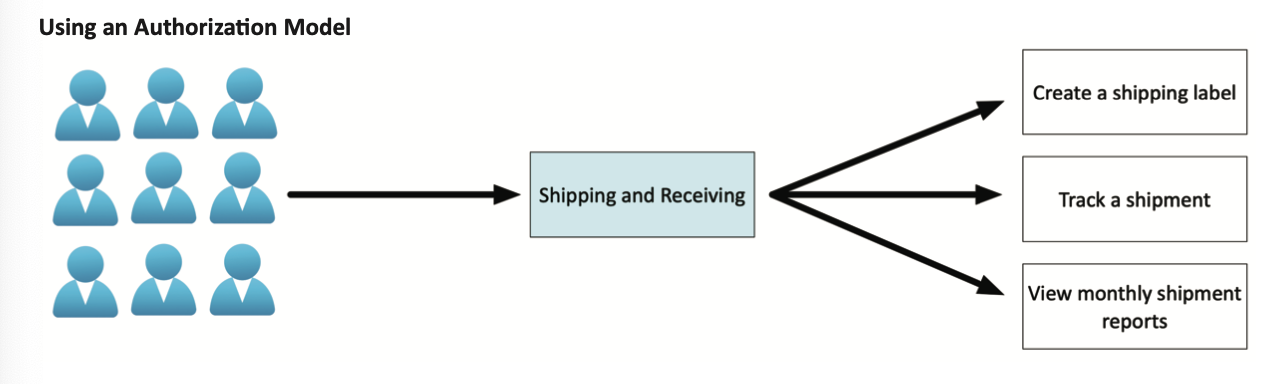 Using an Authorization Model
Create a shipping label
Shipping and Receiving
Track a shipment
View monthly shipment
reports